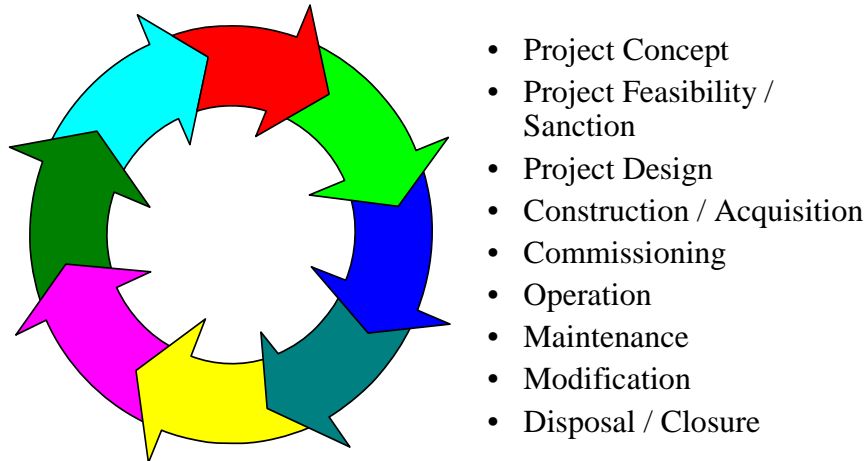 • Project Concept
• Project Feasibility /
Sanction
• Project Design
• Construction / Acquisition
• Commissioning
• Operation
• Maintenance
• Modification
• Disposal / Closure